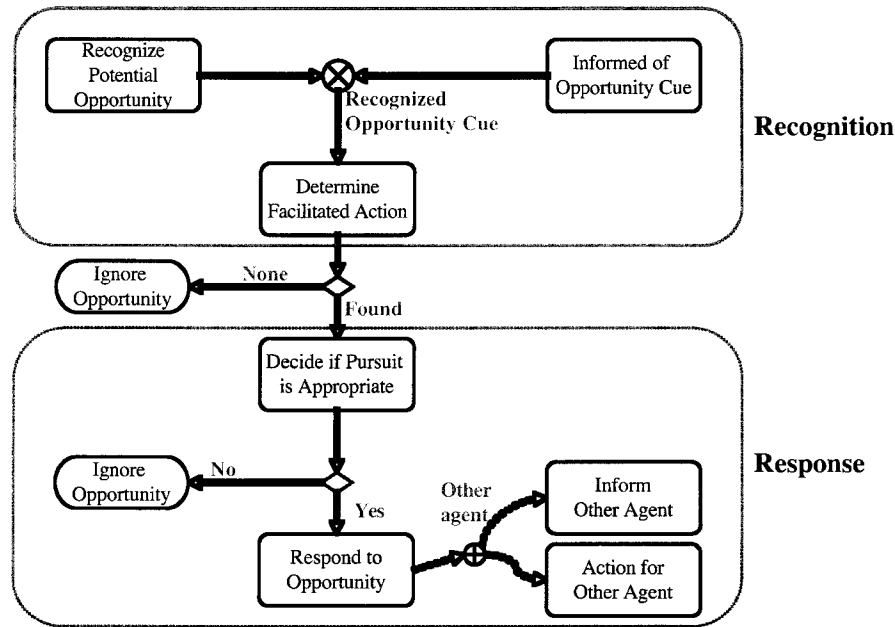 Recognize
Potential
Opportunity
Informed of
Opportunity Cue
Recognized
Opportunity Cue
Recognition
Determine
Facilitated Action
Ignore
Opportunity
None
Found
Decide if Pursuit
is Appropriate
Ignore
Opportunity
No
Yes
Response
Other
agent
Inform
Other Agent
Respond to
Opportunity
Action for
Other Agent